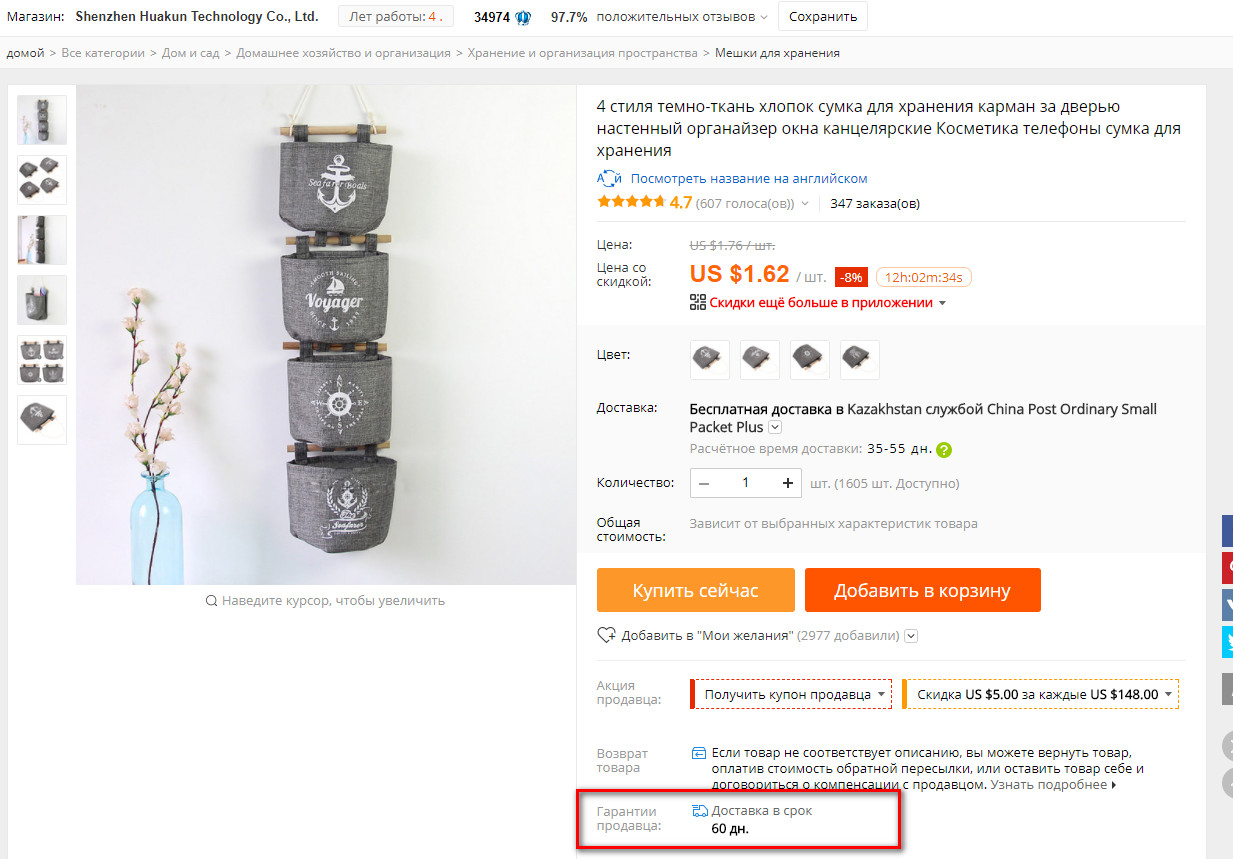 Магазин: Shenzhen Huakun Technology Co., Ltd. Лет работы: 4 . 34974 97.7% положительных отзывов Сохранить
домой > Все категории > Дом и сад > Домашнее хозяйство и организация > Хранение и организация пространства > Мешки для хранения
4 стиля темно-ткань хлопок сумка для хранения карман за дверью
настенный органайзер окна канцелярские Косметика телефоны сумка для
хранения
Посмотреть название на английском
4.7 (607 голоса(ов)) 347 заказа(ов)
Цена: US $1.76 / шт.
Цена со
скидкой: US $1.62 / шт. -8% 12h:02m:34s
Скидки ещё больше в приложении
Цвет:
Доставка: Бесплатная доставка в Kazakhstan службой China Post Ordinary Small
Packet Plus
Расчётное время доставки: 35-55 дн. ?
Количество: – 1 + шт. (1605 шт. Доступно)
Общая
стоимость: Зависит от выбранных характеристик товара
Купить сейчас Добавить в корзину
Добавить в "Мои желания" (2977 добавили)
Акция
продавца: Получить купон продавца Скидка US $5.00 за каждые US $148.00
Возврат
товара
Если товар не соответствует описанию, вы можете вернуть товар,
оплатив стоимость обратной пересылки, или оставить товар себе и
договориться о компенсации с продавцом. Узнать подробнее
Гарантии
продавца:
Доставка в срок
60 дн.
Seafarer Boats
SMOOTH SAILING
Voyager
SINCE 1933
N
W E
S
Seafarer
Наведите курсор, чтобы увеличить